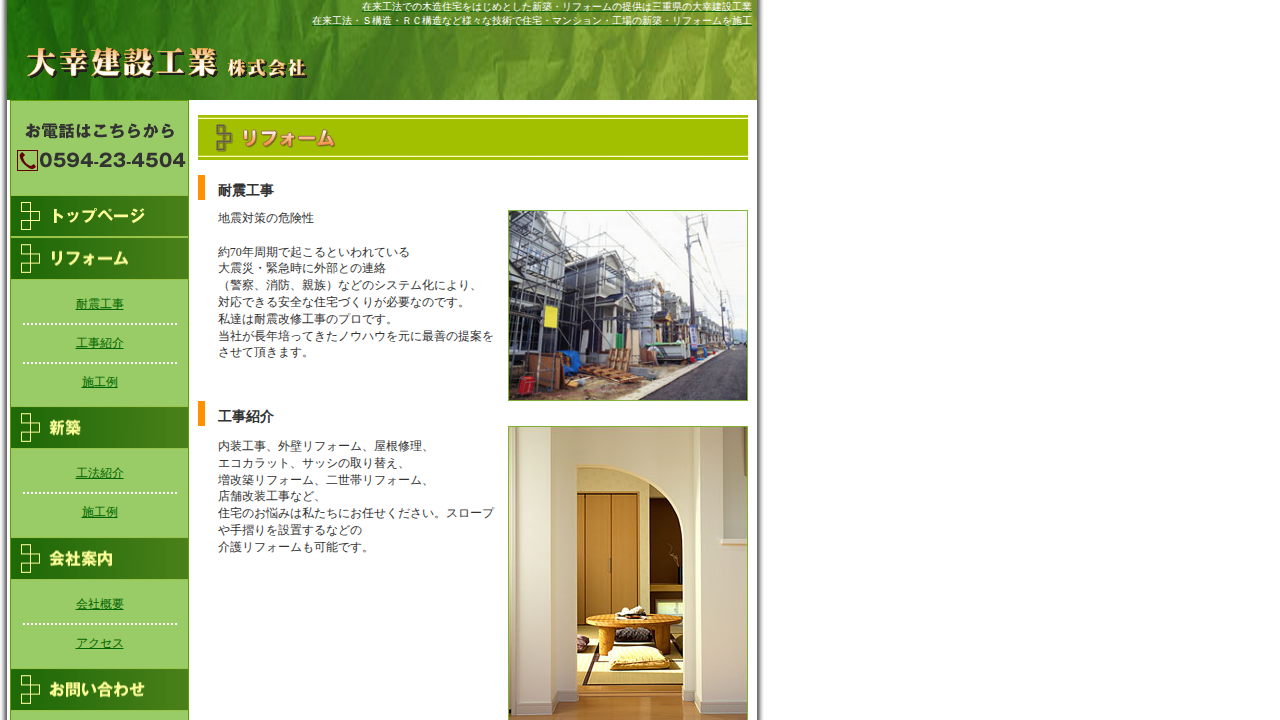 在来工法での木造住宅をはじめとした新築・リフォームの提供は三重県の大幸建設工業
在来工法・Ｓ構造・ＲＣ構造など様々な技術で住宅・マンション・工場の新築・リフォームを施工
大幸建設工業 株式会社
お電話はこちらから
0594-23-4504
トップページ
リフォーム
耐震工事
工事紹介
施工例
新築
工法紹介
施工例
会社案内
会社概要
アクセス
お問い合わせ
リフォーム
耐震工事
地震対策の危険性
約70年周期で起こるといわれている
大震災・緊急時に外部との連絡
（警察、消防、親族）などのシステム化により、
対応できる安全な住宅づくりが必要なのです。
私達は耐震改修工事のプロです。
当社が長年培ってきたノウハウを元に最善の提案を
させて頂きます。
工事紹介
内装工事、外壁リフォーム、屋根修理、
エコカラット、サッシの取り替え、
増改築リフォーム、二世帯リフォーム、
店舗改装工事など、
住宅のお悩みは私たちにお任せください。スロープ
や手摺りを設置するなどの
介護リフォームも可能です。